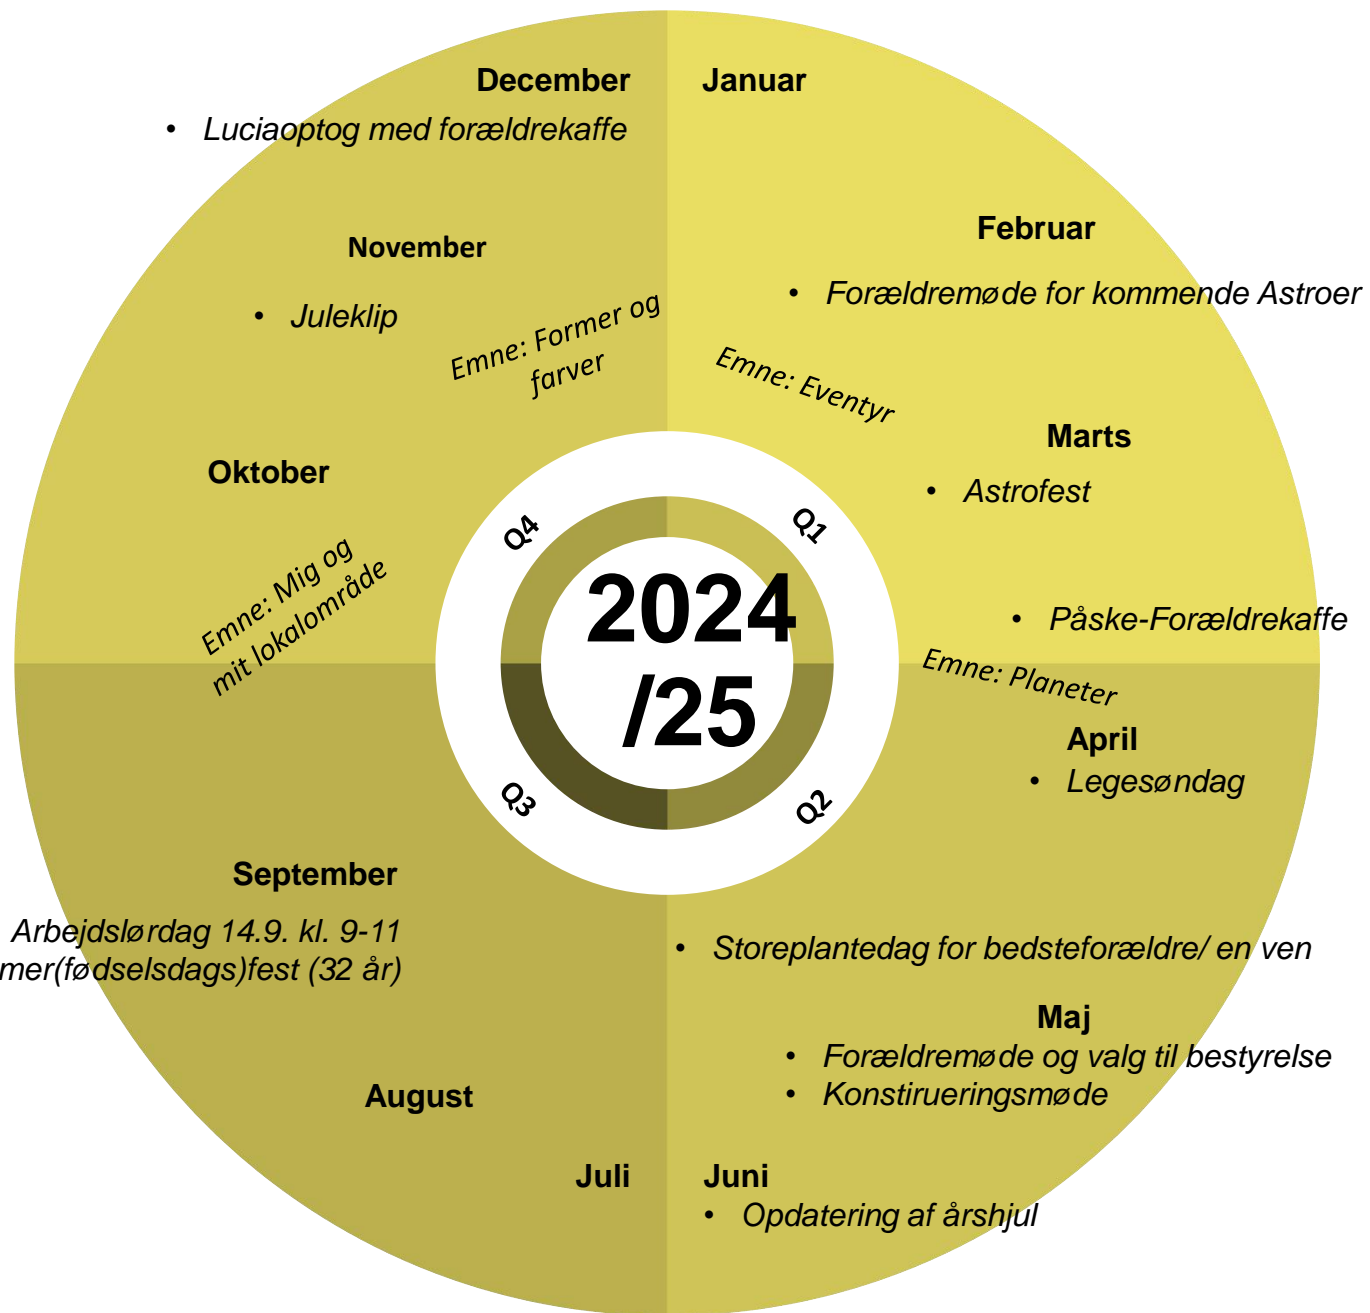 December
• Luciaoptog med forældrekaffe
November
• Juleklip
Emne: Former og
farver
Oktober
Emne: Mig og
mit lokalområde
Januar
Februar
• Forældremøde for kommende Astroer
Emne: Eventyr
Marts
• Astrofest
• Påske-Forældrekaffe
Emne: Planeter
April
• Legesøndag
• Storeplantedag for bedsteforældre/ en ven
Maj
• Forældremøde og valg til bestyrelse
• Konstirueringsmøde
Juni
• Opdatering af årshjul
Juli
August
September
Arbejdslørdag 14.9. kl. 9-11
mer(fødselsdags)fest (32 år)
Q4
Q1
Q3
Q2
2024
/25